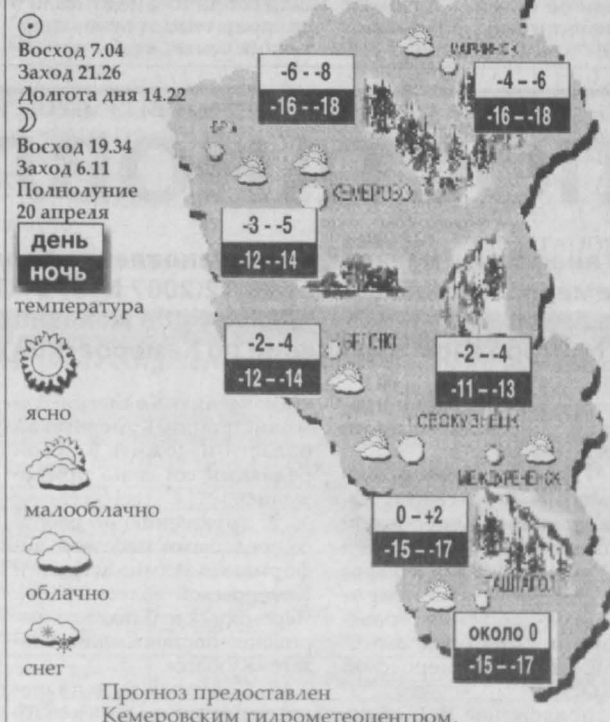 Восход 7.04
Заход 21.26
Долгота дня 14.22
Восход 19.34
Заход 6.11
Полнолуние
20 апреля
день
ночь
температура
ясно
малооблачно
облачно
снег
-6 - -8
-16 - -18
-4 - -6
-16 - -18
КЕМЕРОВО
-3 - -5
-12 - -14
-2 - -4
-12 - -14
-2 - -4
-11 - -13
МЕЖДУРЕЧЕНСК
0 - +2
-15 - -17
ТАШТАГОЛ
около 0
-15 - -17
Прогноз предоставлен
Кемеровским гидрометеоцентром